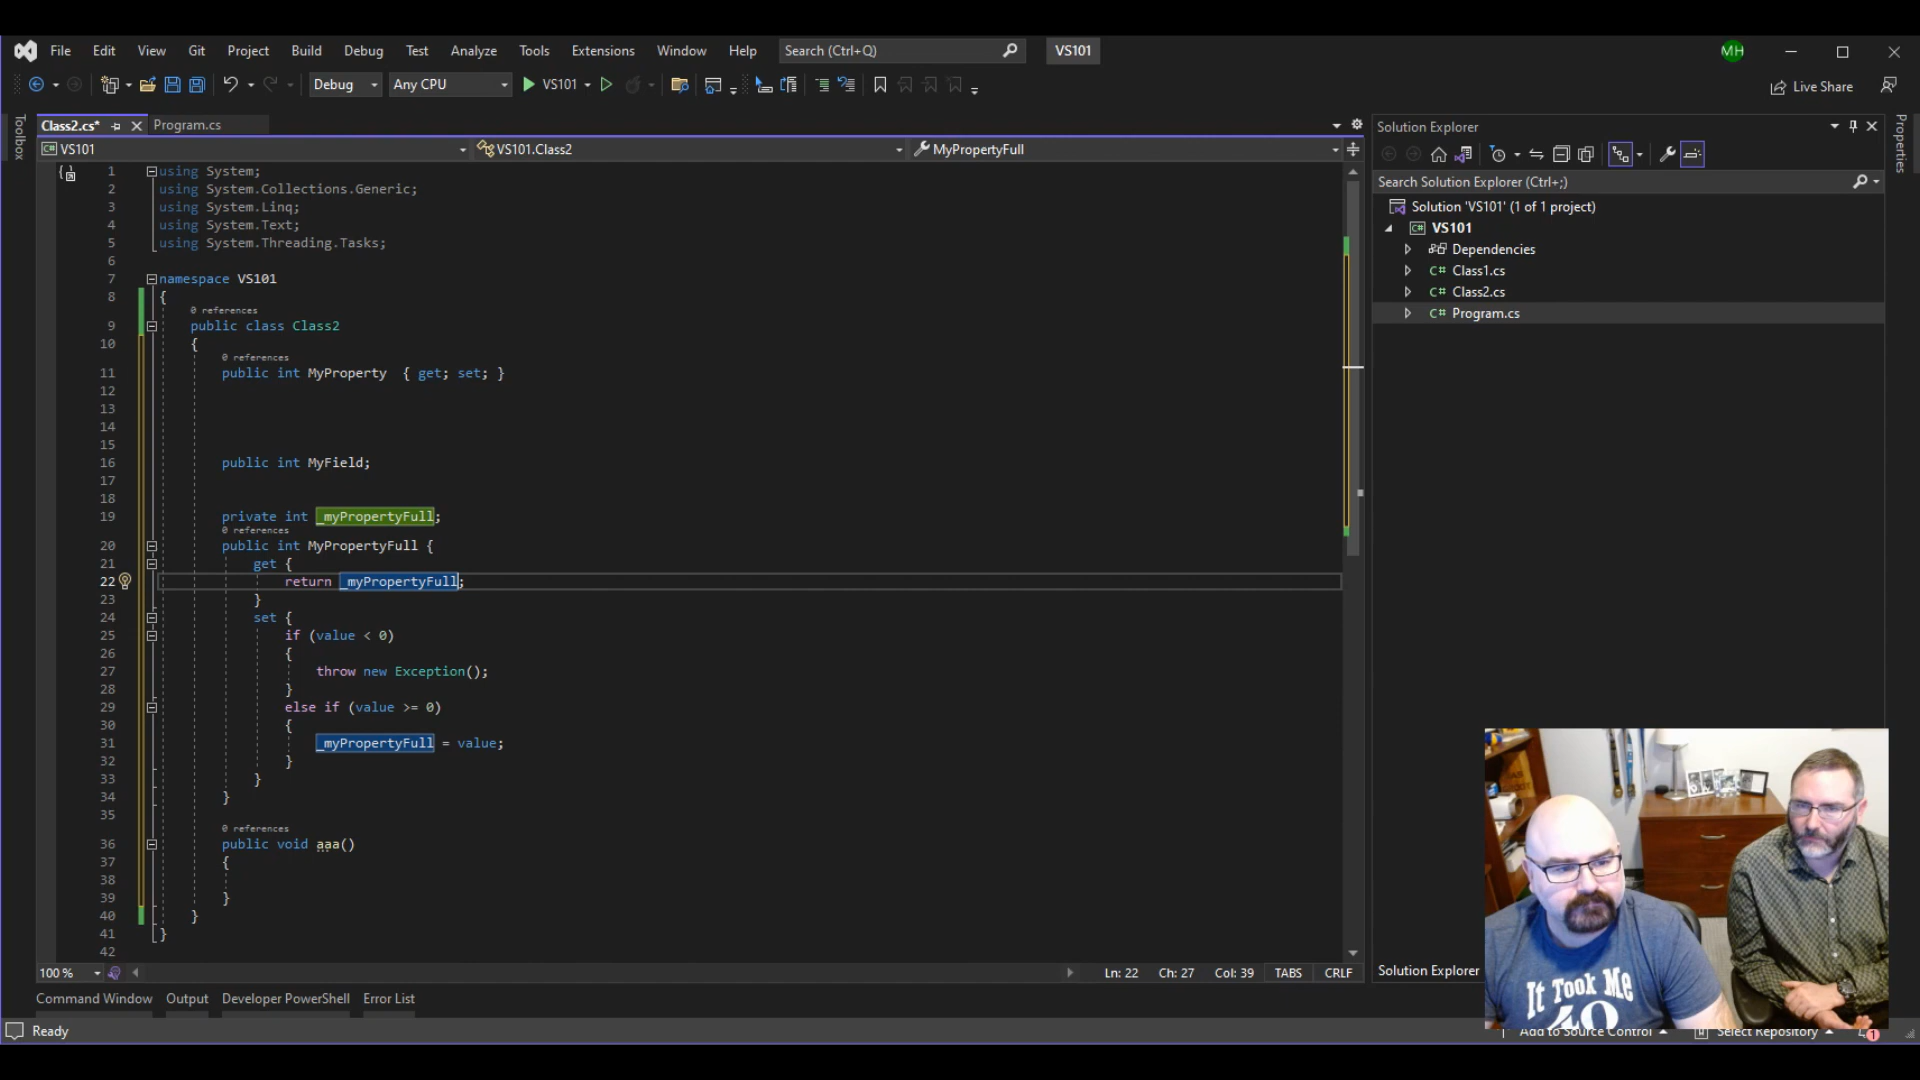 File Edit View Git Project Build Debug Test Analyze Tools Extensions Window Help Search (Ctrl+Q) VS101 MH
Debug Any CPU VS101 Live Share
Toolbox
Class2.cs* Program.cs
VS101 VS101.Class2 MyPropertyFull
1 using System;
2 using System.Collections.Generic;
3 using System.Linq;
4 using System.Text;
5 using System.Threading.Tasks;
6
7 namespace VS101
8 {
0 references
9 public class Class2
10 {
0 references
11 public int MyProperty { get; set; }
12
13
14
15
16 public int MyField;
17
18
19 private int _myPropertyFull;
0 references
20 public int MyPropertyFull {
21 get {
22 return _myPropertyFull;
23 }
24 set {
25 if (value < 0)
26 {
27 throw new Exception();
28 }
29 else if (value >= 0)
30 {
31 _myPropertyFull = value;
32 }
33 }
34 }
35
0 references
36 public void aaa()
37 {
38
39 }
40 }
41 }
42
100 % Ln: 22 Ch: 27 Col: 39 TABS CRLF
Command Window Output Developer PowerShell Error List
Ready
Solution Explorer
Search Solution Explorer (Ctrl+;)
Solution 'VS101' (1 of 1 project)
VS101
Dependencies
C# Class1.cs
C# Class2.cs
C# Program.cs
Properties
Solution Explorer
It Took Me
40
Add to Source Control Select Repository 1